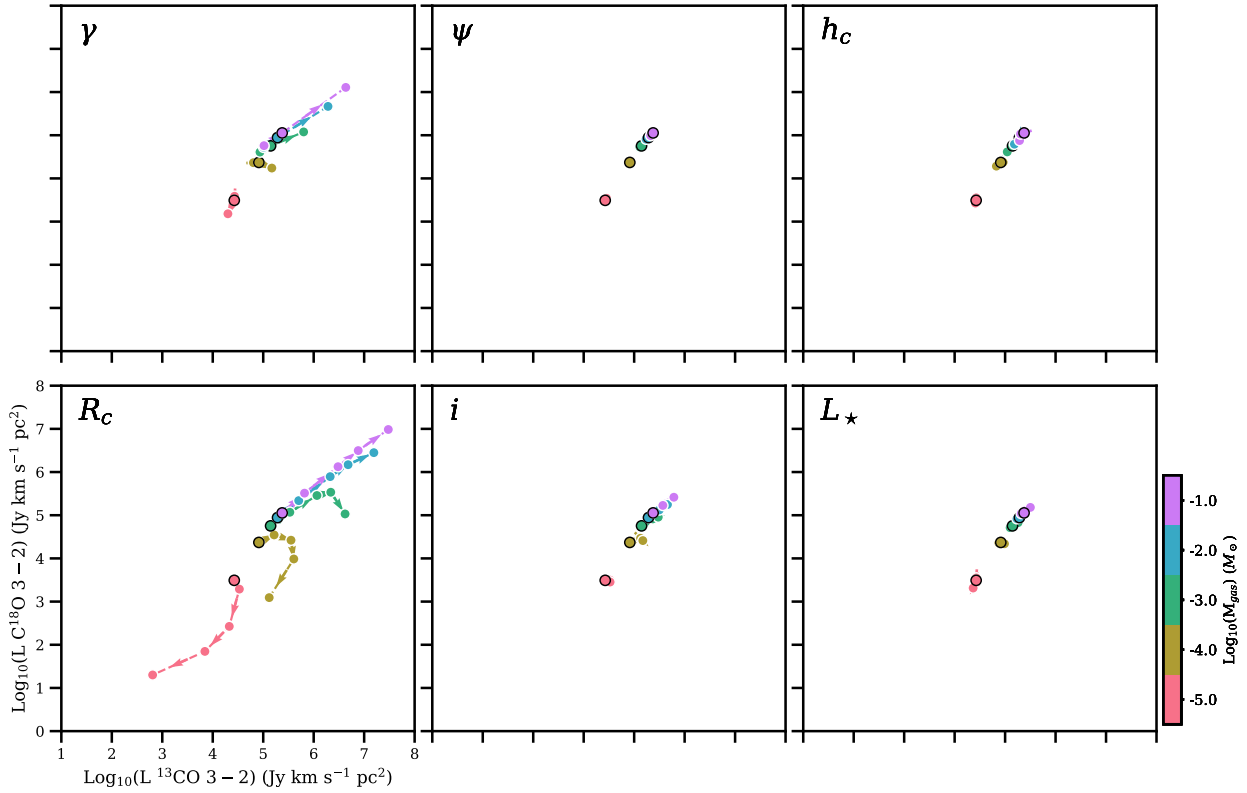 γ
ψ
h_c
R_c
i
L_⋆
8
7
6
5
4
3
2
1
0
1 2 3 4 5 6 7 8
Log₁₀(L C¹⁸O 3 − 2) (Jy km s⁻¹ pc²)
Log₁₀(L ¹³CO 3 − 2) (Jy km s⁻¹ pc²)
-1.0
-2.0
-3.0
-4.0
-5.0
Log₁₀(M_gas) (M_⊙)